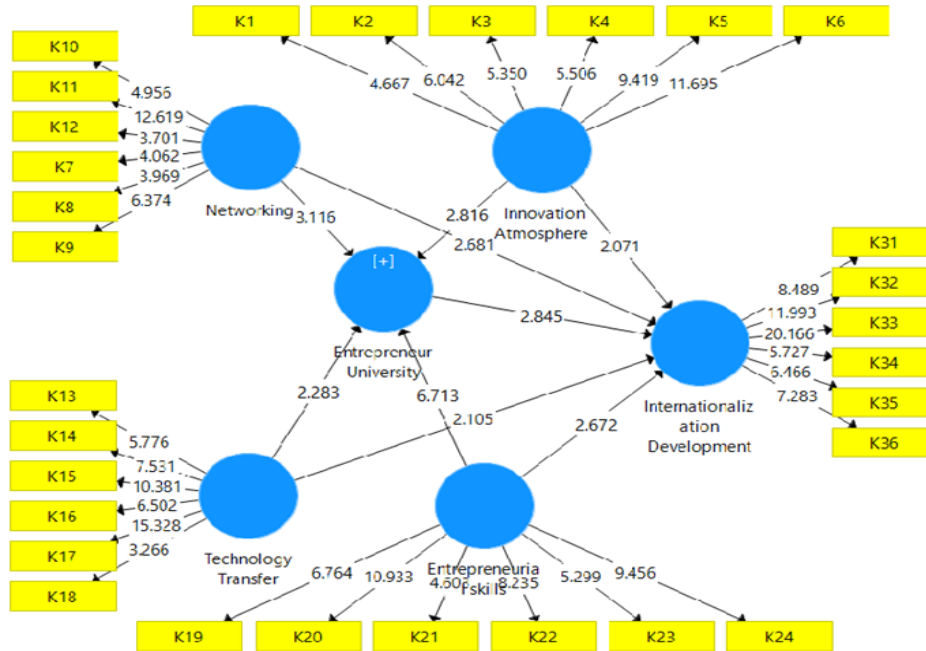 K1 K2 K3 K4 K5 K6
4.667 6.042 5.350 5.506 9.419 11.695
K10
K11
K12
K7
K8
K9
4.956
12.619
3.701
4.062
3.969
6.374
Networking
Innovation
Atmosphere
3.116
2.816
2.681
2.071
[+]
Entrepreneur
University
2.845
K31
K32
K33
K34
K35
K36
8.489
11.993
20.166
5.727
6.466
7.283
Internationaliz
ation
Development
2.283
6.713
2.105
2.672
K13
K14
K15
K16
K17
K18
5.776
7.531
10.381
6.502
15.328
3.266
Technology
Transfer
Entrepreneuria
l skills
6.764 10.933 8.235 5.299 9.456
K19 K20 K21 K22 K23 K24